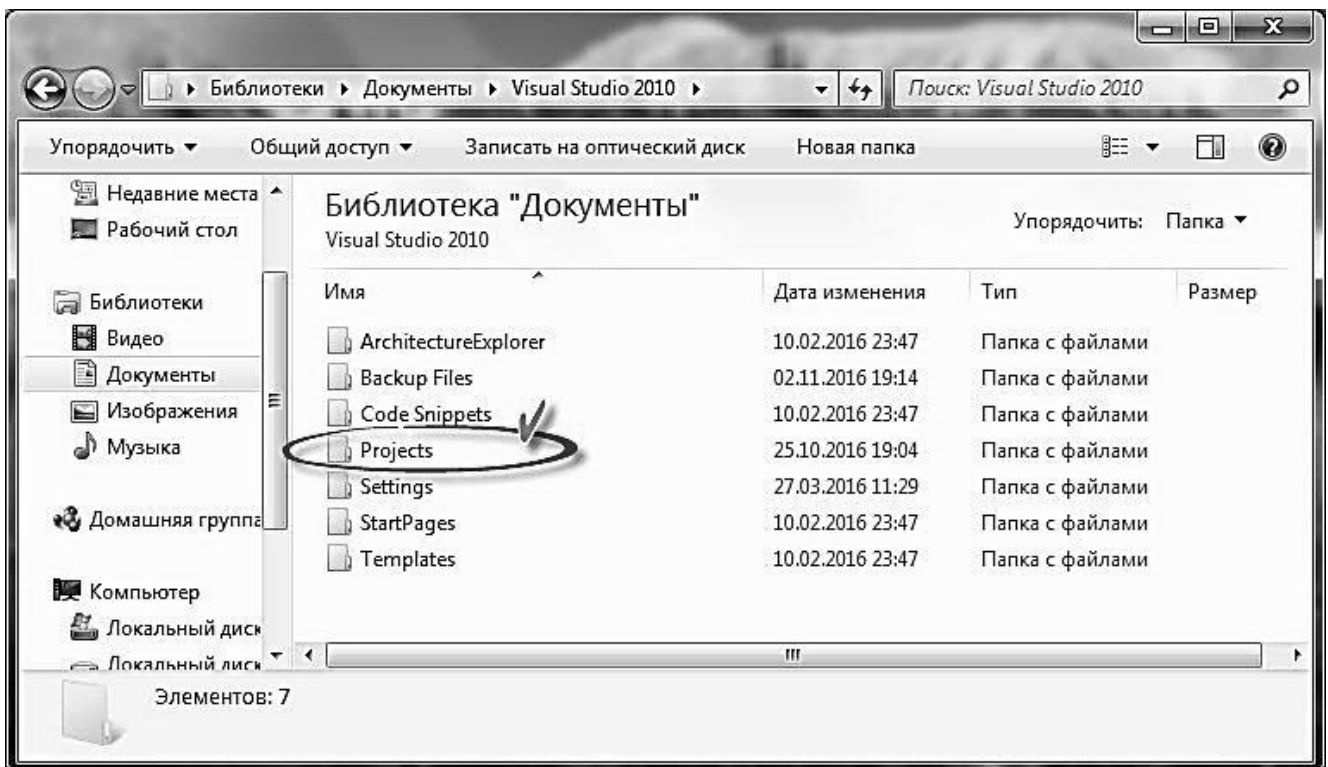 Библиотеки ▸ Документы ▸ Visual Studio 2010 ▸ Поиск: Visual Studio 2010
Упорядочить ▾ Общий доступ ▾ Записать на оптический диск Новая папка
Недавние места
Рабочий стол
Библиотеки
Видео
Документы
Изображения
Музыка
Домашняя группа
Компьютер
Локальный диск
Локальный диск
Библиотека "Документы"
Visual Studio 2010
Упорядочить: Папка ▾
Имя Дата изменения Тип Размер
ArchitectureExplorer 10.02.2016 23:47 Папка с файлами
Backup Files 02.11.2016 19:14 Папка с файлами
Code Snippets 10.02.2016 23:47 Папка с файлами
Projects 25.10.2016 19:04 Папка с файлами
Settings 27.03.2016 11:29 Папка с файлами
StartPages 10.02.2016 23:47 Папка с файлами
Templates 10.02.2016 23:47 Папка с файлами
Элементов: 7